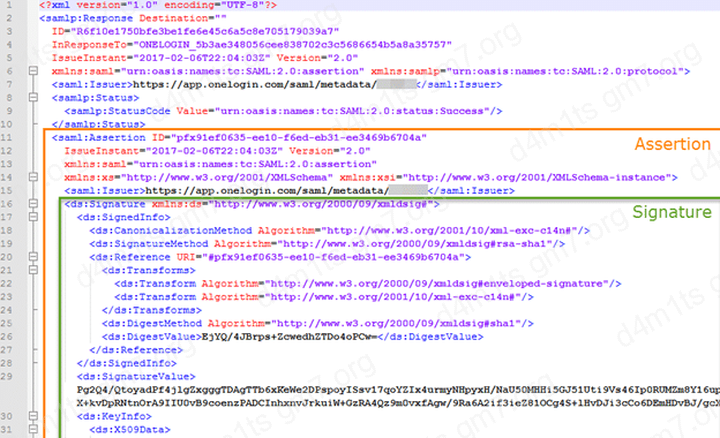 1 <?xml version="1.0" encoding="UTF-8"?>
2 <samlp:Response Destination=""
3 ID="R6f10e1750bfe3be1fe6e45c6a5c8e705179039a7"
4 InResponseTo="ONELOGIN_5b3ae348056cee838702c3c5686654b5a8a35757"
5 IssueInstant="2017-02-06T22:04:03Z" Version="2.0"
6 xmlns:saml="urn:oasis:names:tc:SAML:2.0:assertion" xmlns:samlp="urn:oasis:names:tc:SAML:2.0:protocol">
7 <saml:Issuer>https://app.onelogin.com/saml/metadata/ </saml:Issuer>
8 <samlp:Status>
9 <samlp:StatusCode Value="urn:oasis:names:tc:SAML:2.0:status:Success"/>
10 </samlp:Status>
11 <saml:Assertion ID="pfx91ef0635-ee10-f6ed-eb31-ee3469b6704a"
Assertion
12 IssueInstant="2017-02-06T22:04:03Z" Version="2.0"
13 xmlns:saml="urn:oasis:names:tc:SAML:2.0:assertion"
14 xmlns:xs="http://www.w3.org/2001/XMLSchema" xmlns:xsi="http://www.w3.org/2001/XMLSchema-instance">
15 <saml:Issuer>https://app.onelogin.com/saml/metadata/ </saml:Issuer>
16 <ds:Signature xmlns:ds="http://www.w3.org/2000/09/xmldsig#">
Signature
17 <ds:SignedInfo>
18 <ds:CanonicalizationMethod Algorithm="http://www.w3.org/2001/10/xml-exc-c14n#"/>
19 <ds:SignatureMethod Algorithm="http://www.w3.org/2000/09/xmldsig#rsa-sha1"/>
20 <ds:Reference URI="#pfx91ef0635-ee10-f6ed-eb31-ee3469b6704a">
21 <ds:Transforms>
22 <ds:Transform Algorithm="http://www.w3.org/2000/09/xmldsig#enveloped-signature"/>
23 <ds:Transform Algorithm="http://www.w3.org/2001/10/xml-exc-c14n#"/>
24 </ds:Transforms>
25 <ds:DigestMethod Algorithm="http://www.w3.org/2000/09/xmldsig#sha1"/>
26 <ds:DigestValue>EjYQ/4JBrps+ZcwedhZTDo4oPCw=</ds:DigestValue>
27 </ds:Reference>
28 </ds:SignedInfo>
29 <ds:SignatureValue>
Pg2Q4/QtoyadPf4jlgZxgggTDAgTTb6xKeWe2DPspoyISsv17qoYZIx4urmyNHpyxH/NaU50MHHi5GJ51Uti9Vs46Ip0RUMZm8Y16up
X+kvDpRNtnOrA9IIU0vB9coenzPADCInhxnvJrkuiW+GzRA4Qz9m0vxfAgw/9Ra6A2if3ieZ81OCg4S+lHvDJi3cCo6DEmHDvBJ/gcX
30 <ds:KeyInfo>
31 <ds:X509Data>
d4m1ts gm7.org